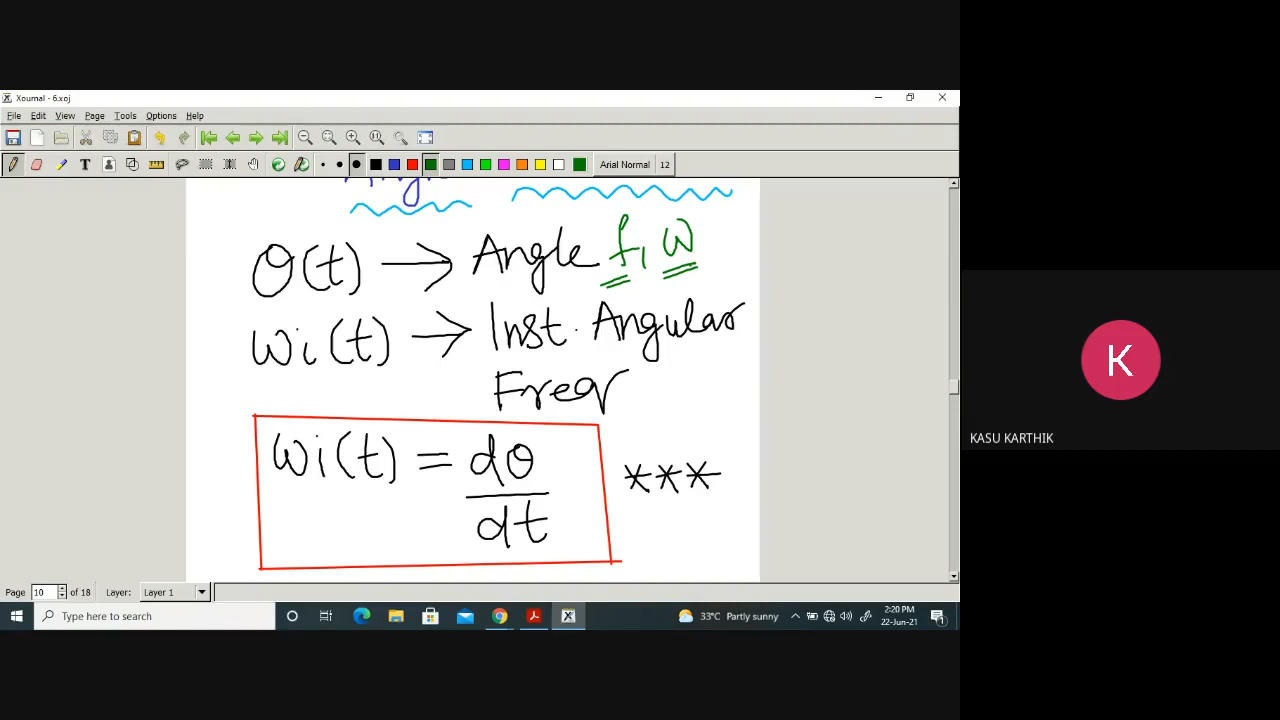 Xournal - 6.xoj
File Edit View Page Tools Options Help
Arial Normal 12
θ(t) → Angle f, ω
ωi(t) → Inst. Angular
Freq
ωi(t) = dθ
dt
***
K
KASU KARTHIK
Page 10 of 18 Layer: Layer 1
Type here to search
33°C Partly sunny
2:20 PM
22-Jun-21
1